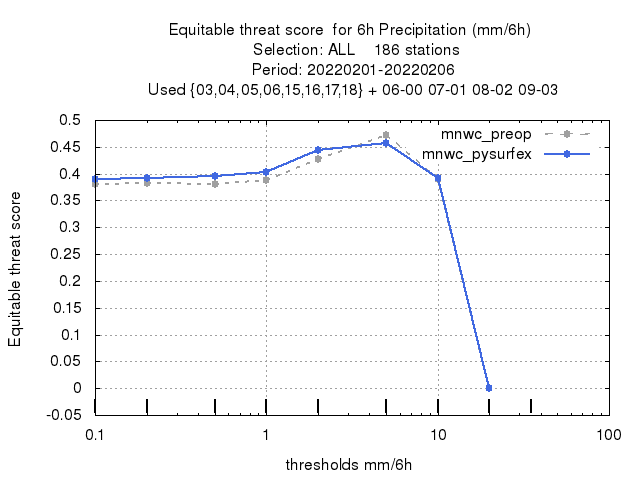 Equitable threat score  for 6h Precipitation (mm/6h)
Selection: ALL    186 stations
Period: 20220201-20220206
Used {03,04,05,06,15,16,17,18} + 06-00 07-01 08-02 09-03
mnwc_preop
mnwc_pysurfex
Equitable threat score
0.5
0.45
0.4
0.35
0.3
0.25
0.2
0.15
0.1
0.05
0
-0.05
0.1 1 10 100
thresholds mm/6h